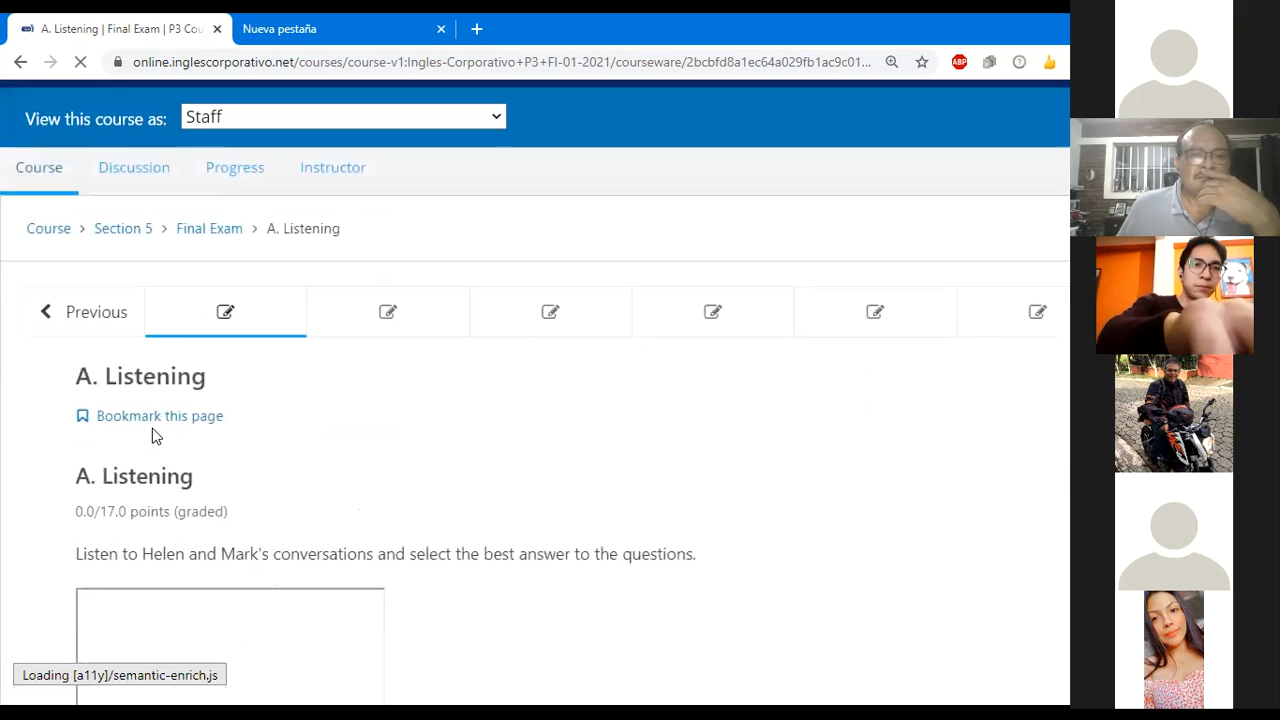 A. Listening | Final Exam | P3 Cou
Nueva pestaña
online.inglescorporativo.net/courses/course-v1:Ingles-Corporativo+P3+FI-01-2021/courseware/2bcbfd8a1ec64a029fb1ac9c01...
ABP
View this course as:
Staff
Course
Discussion
Progress
Instructor
Course > Section 5 > Final Exam > A. Listening
Previous
A. Listening
Bookmark this page
A. Listening
0.0/17.0 points (graded)
Listen to Helen and Mark's conversations and select the best answer to the questions.
Loading [a11y]/semantic-enrich.js